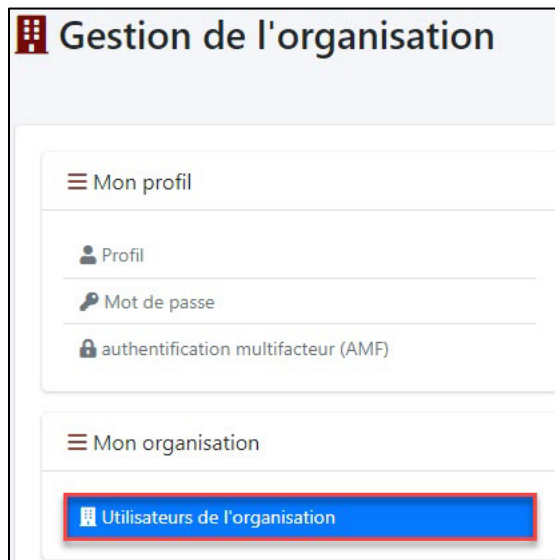 Gestion de l'organisation
Mon profil
Profil
Mot de passe
authentification multifacteur (AMF)
Mon organisation
Utilisateurs de l'organisation